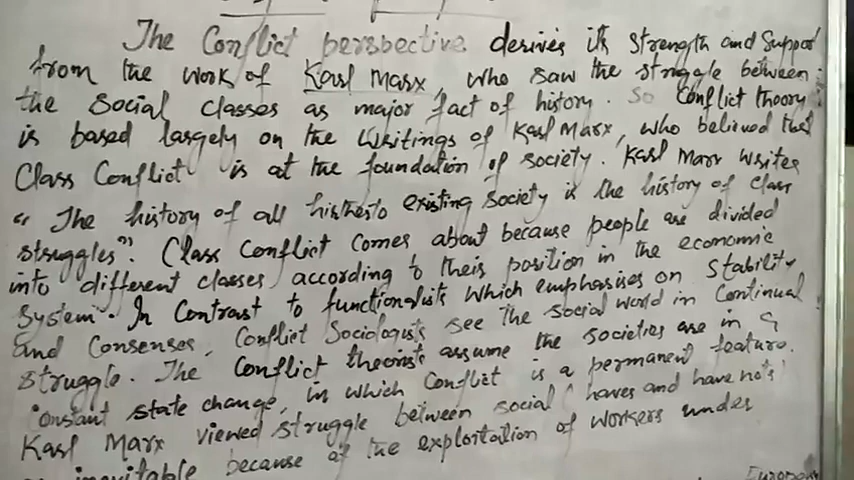 The Conflict perspective derives its strength and Support
from the work of Karl Marx, who saw the struggle between
the social classes as major fact of history. So Conflict theory
is based largely on the writings of Karl Marx, who believed that
Class Conflict is at the foundation of society. Karl Marx writes
" The history of all hitherto existing society is the history of class
struggles". Class Conflict Comes about because people are divided
into different classes according to their position in the economic
System. In Contrast to functionalists which emphasises on Stability
and Consenses, Conflict Sociologists see the social world in Continual
struggle. The Conflict theorists assume the societies are in a
Constant state change, in which Conflict is a permanent feature.
Karl Marx viewed struggle between social 'haves and have nots'
inevitable because of the exploitation of workers under
European